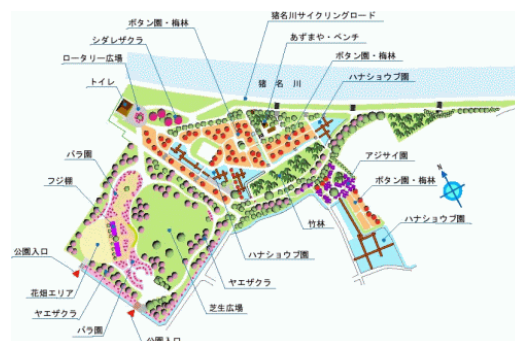 ボタン園・梅林
猪名川サイクリングロード
シダレザクラ
あずまや・ベンチ
ロータリー広場
ボタン園・梅林
トイレ
猪名川
ハナショウブ園
バラ園
アジサイ園
フジ棚
ボタン園・梅林
N
竹林
ハナショウブ園
公園入口
ハナショウブ園
花畑エリア
ヤエザクラ
ヤエザクラ
芝生広場
バラ園
公園入口